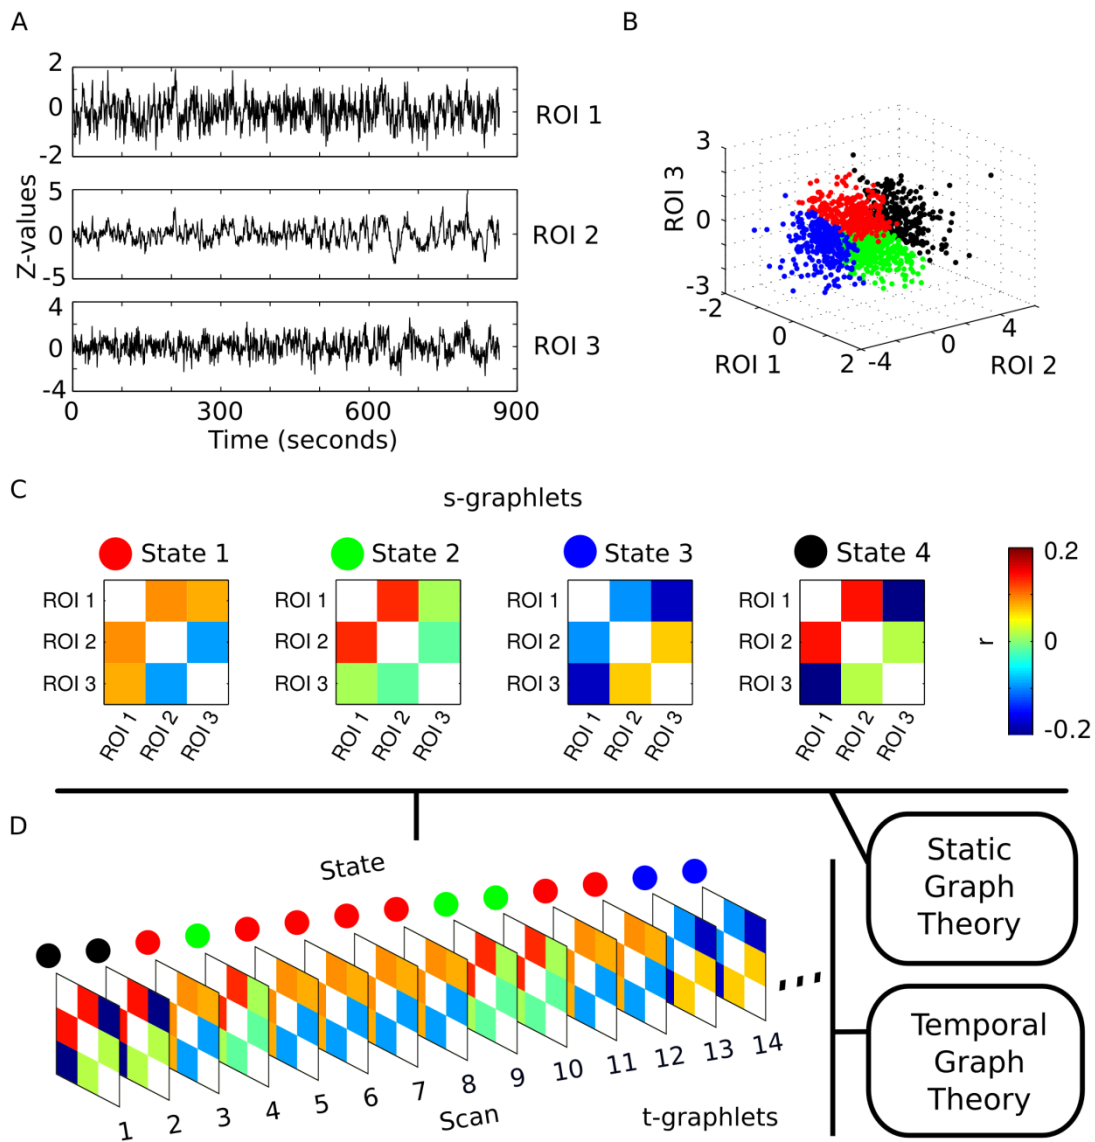 A
B
2
0
-2
ROI 1
5
0
-5
ROI 2
4
0
-4
ROI 3
Z-values
0
300
600
900
Time (seconds)
3
0
-3
ROI 3
-2
0
2
ROI 1
-4
0
4
ROI 2
C
s-graphlets
State 1
State 2
State 3
State 4
ROI 1
ROI 2
ROI 3
ROI 1
ROI 2
ROI 3
ROI 1
ROI 2
ROI 3
ROI 1
ROI 2
ROI 3
ROI 1
ROI 2
ROI 3
ROI 1
ROI 2
ROI 3
ROI 1
ROI 2
ROI 3
ROI 1
ROI 2
ROI 3
0.2
0
-0.2
r
D
State
1
2
3
4
5
6
7
8
9
10
11
12
13
14
Scan
t-graphlets
Static
Graph
Theory
Temporal
Graph
Theory